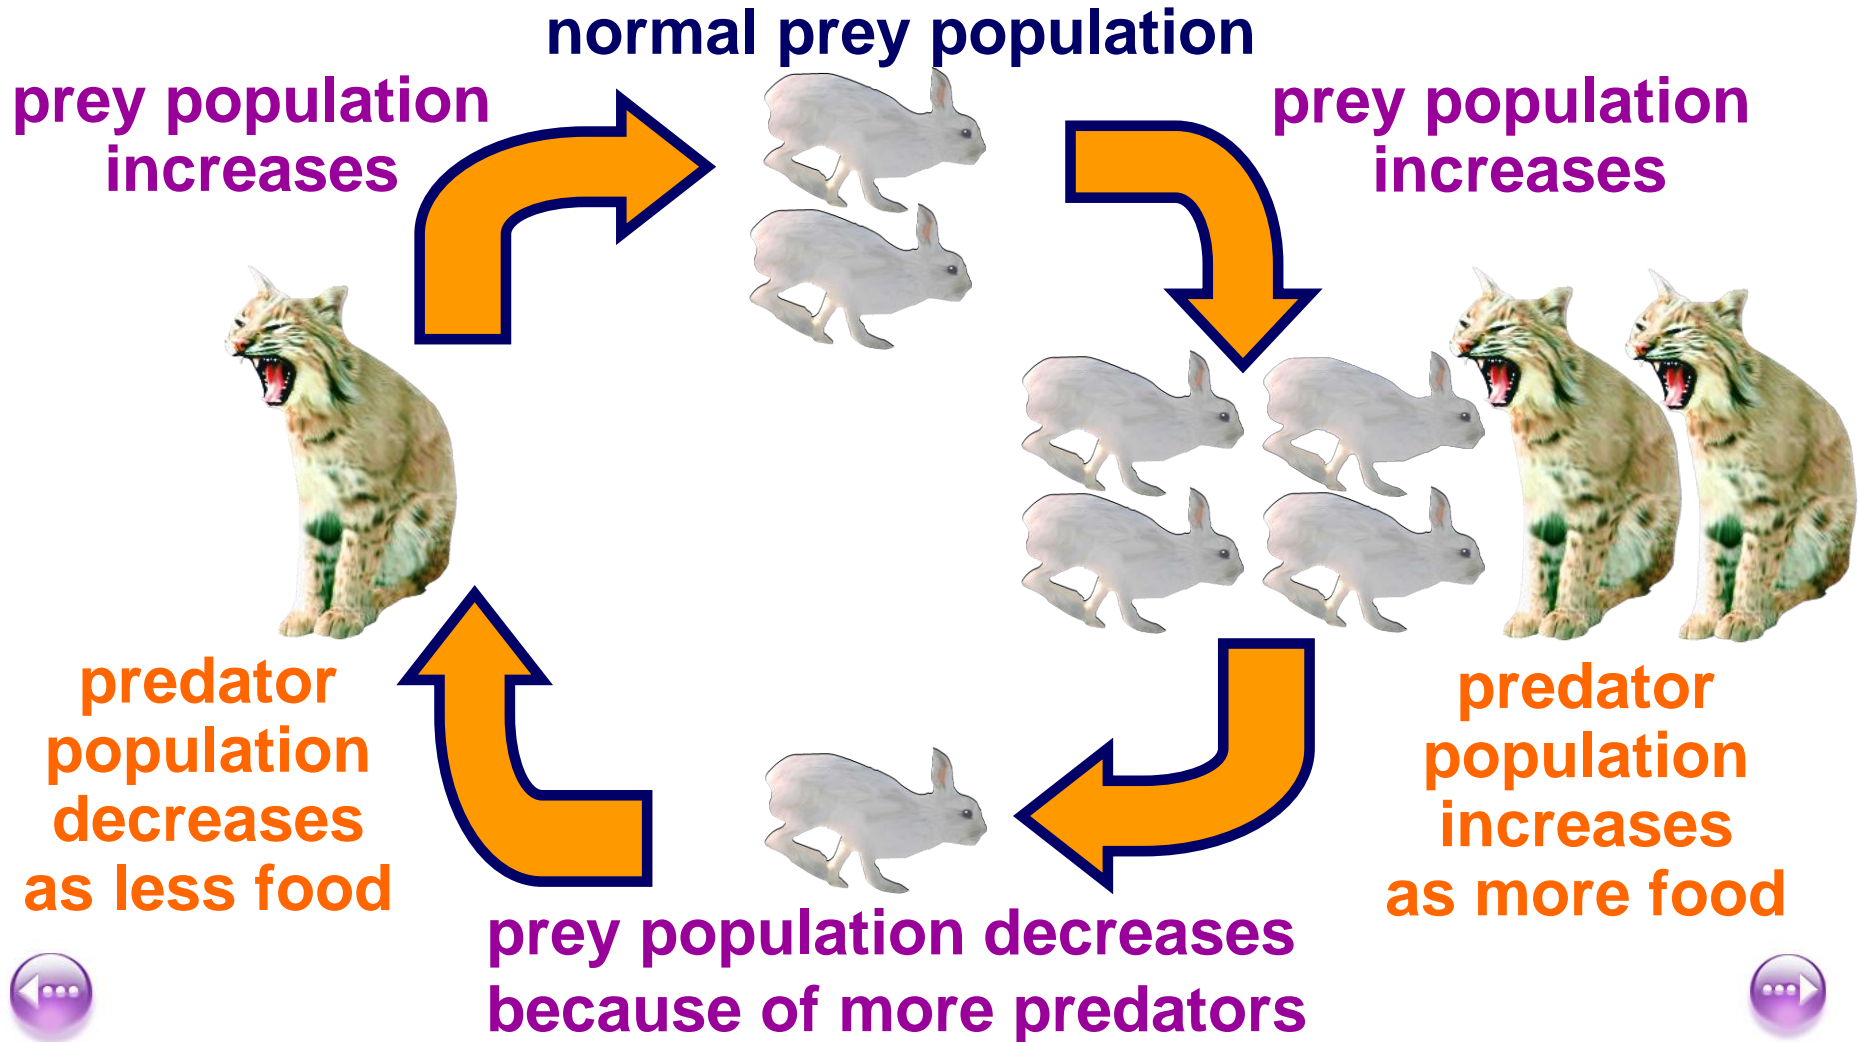 normal prey population
prey population
increases
prey population
increases
predator
population
increases
as more food
prey population decreases
because of more predators
predator
population
decreases
as less food